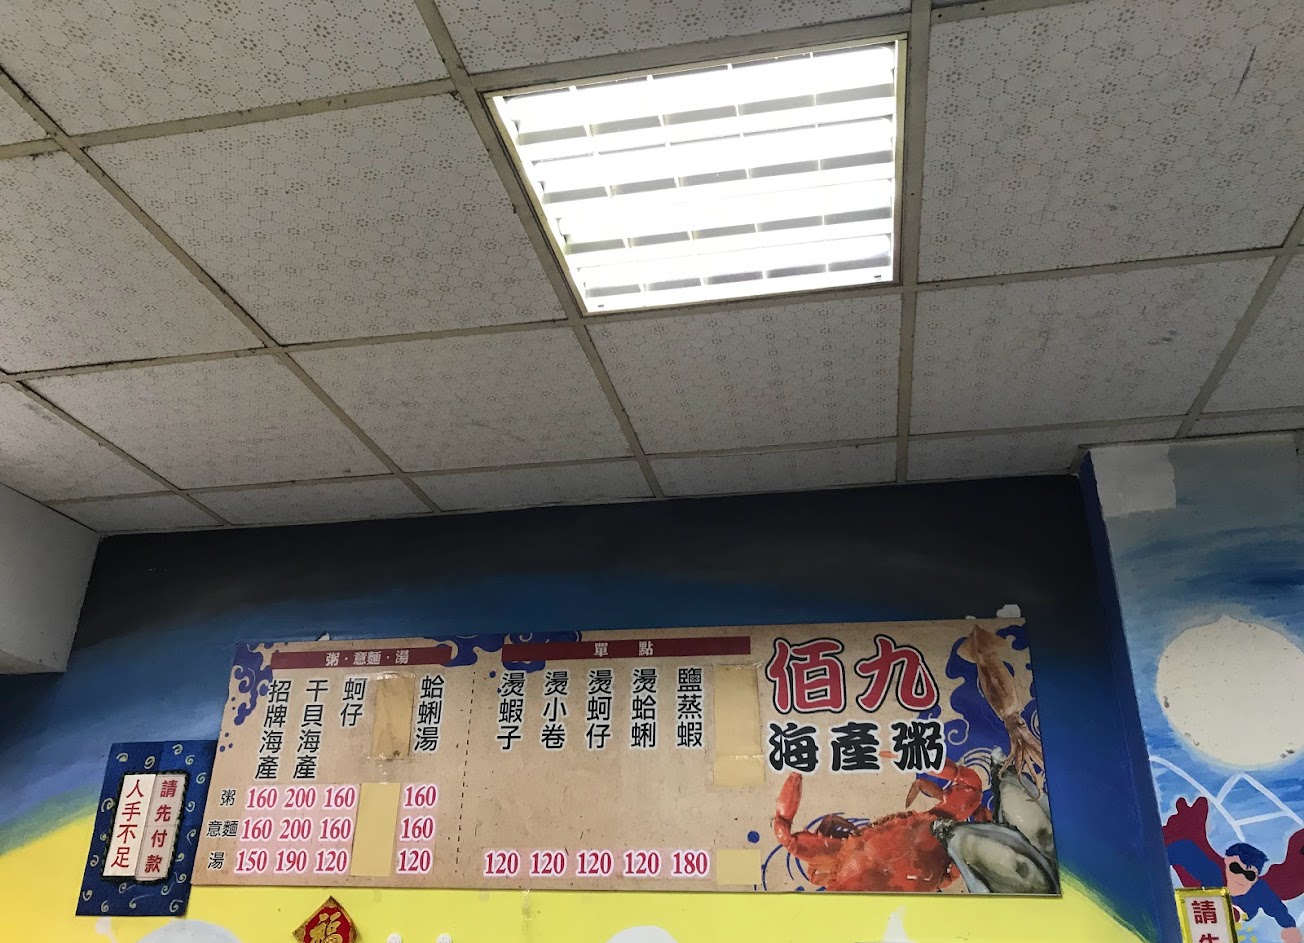 粥·意麵·湯
招牌海產
干貝海產
蚵仔
蛤蜊湯
粥 160 200 160 160
意麵 160 200 160 160
湯 150 190 120 120
單點
燙蝦子
燙小卷
燙蚵仔
燙蛤蜊
鹽蒸蝦
120 120 120 120 180
佰九
海產粥
請先付款
人手不足
福
請先